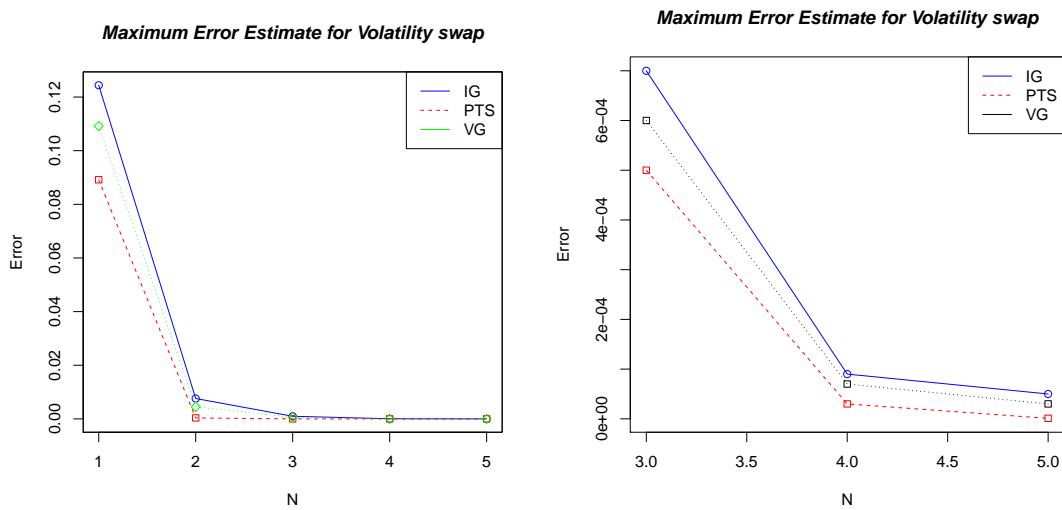 Maximum Error Estimate for Volatility swap
Error
0.12
0.10
0.08
0.06
0.04
0.02
0.00
1
2
3
4
5
N
IG
PTS
VG
Maximum Error Estimate for Volatility swap
Error
6e−04
4e−04
2e−04
0e+00
3.0
3.5
4.0
4.5
5.0
N
IG
PTS
VG